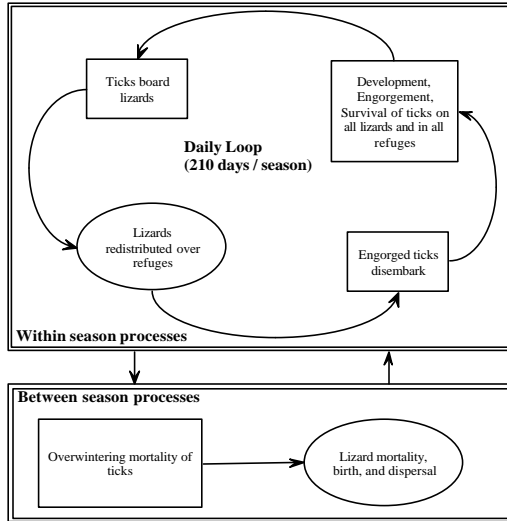 Ticks board
lizards
Development,
Engorgement,
Survival of ticks on
all lizards and in all
refuges
Daily Loop
(210 days / season)
Lizards
redistributed over
refuges
Engorged ticks
disembark
Within season processes
Between season processes
Overwintering mortality of
ticks
Lizard mortality,
birth, and dispersal